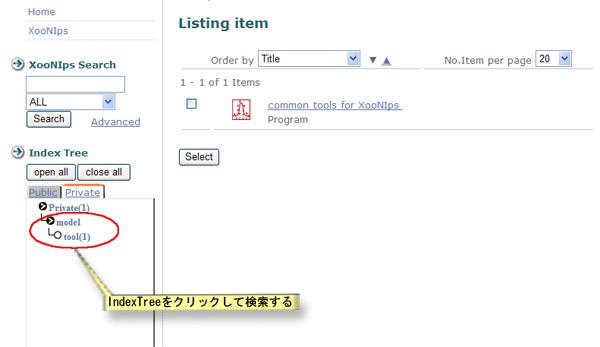 Home
XooNIps
XooNIps Search
ALL
Search
Advanced
Index Tree
open all
close all
Public
Private
Private(1)
model
tool(1)
Listing item
Order by
Title
▼
▲
No.Item per page
20
1 - 1 of 1 Items
common tools for XooNIps
Program
Select
IndexTreeをクリックして検索する